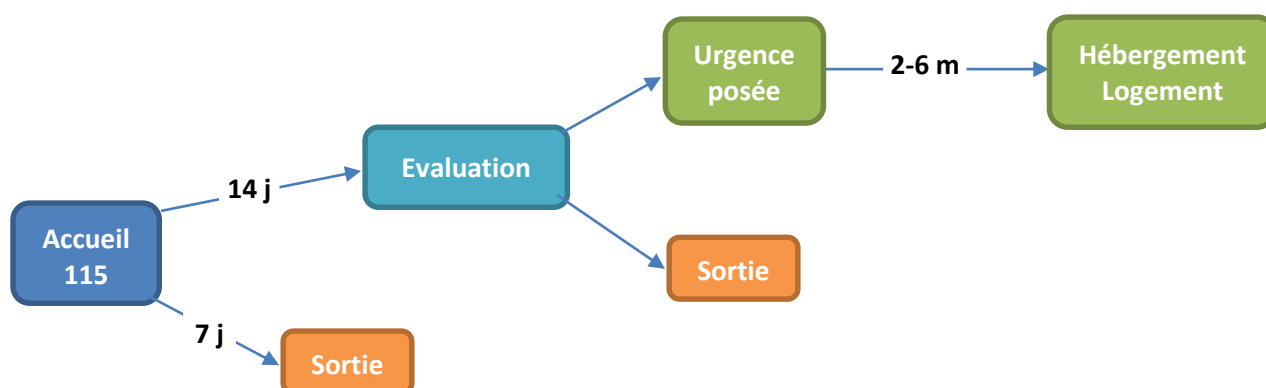 Urgence
posée
2-6 m
Hébergement
Logement
Evaluation
14 j
Accueil
115
Sortie
7 j
Sortie